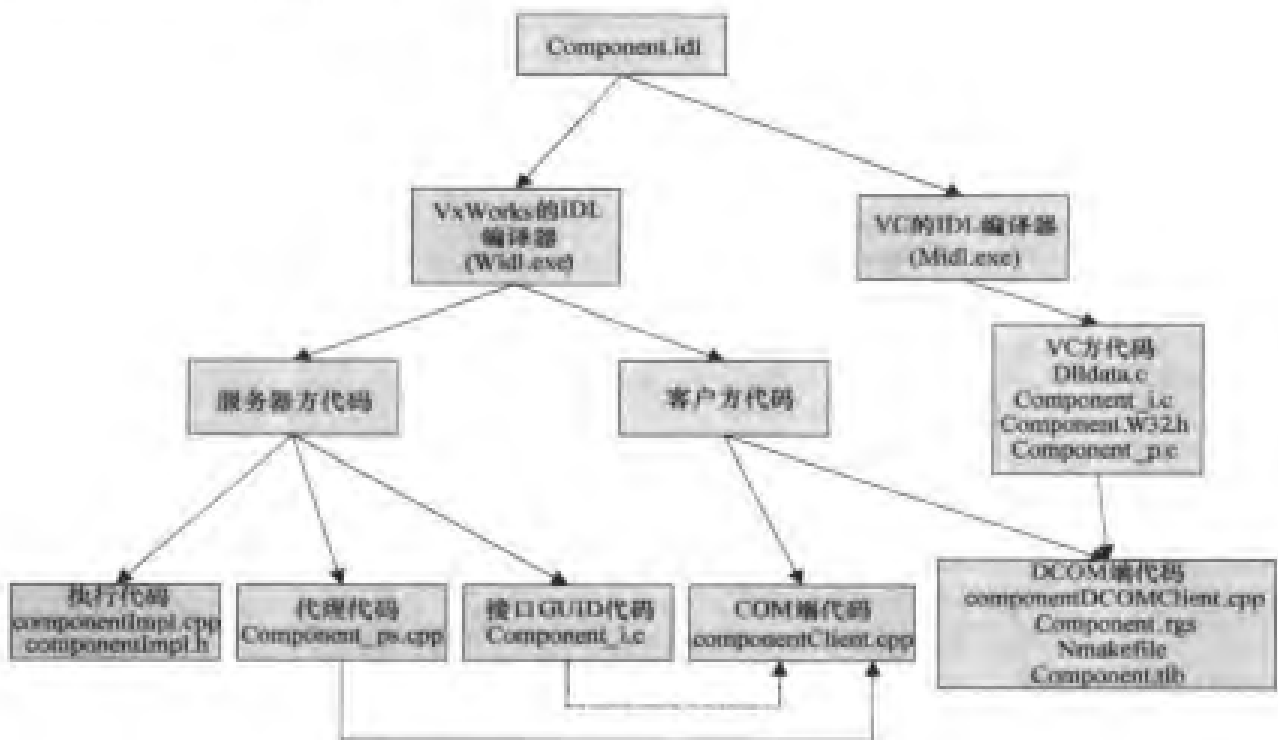 Component.idl
VxWorks的IDL
编译器
(Widl.exe)
VC的IDL编译器
(Midl.exe)
服务器方代码
客户方代码
VC方代码
Dlldata.c
Component_i.c
Component.W32.h
Component_p.c
执行代码
componentImpl.cpp
componentImpl.h
代理代码
Component_ps.cpp
接口GUID代码
Component_i.c
COM端代码
componentClient.cpp
DCOM端代码
componentDCOMClient.cpp
Component.rgs
Nmakefile
Component.tlb